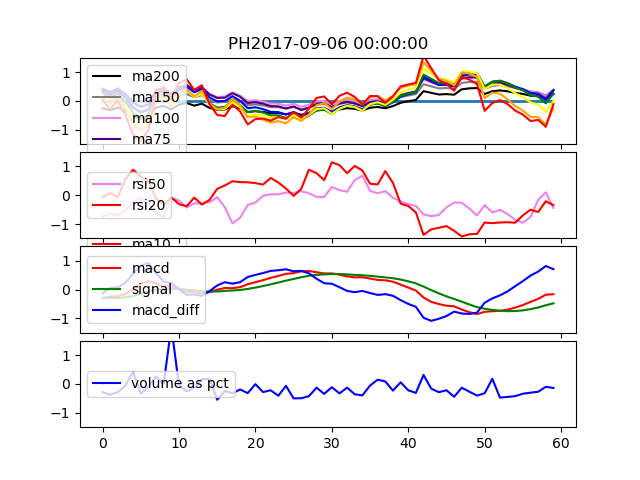 PH2017-09-06 00:00:00
1
0
−1
ma200
ma150
ma100
ma75
1
0
−1
rsi50
rsi20
ma10
1
0
−1
macd
signal
macd_diff
1
0
−1
volume as pct
0 10 20 30 40 50 60